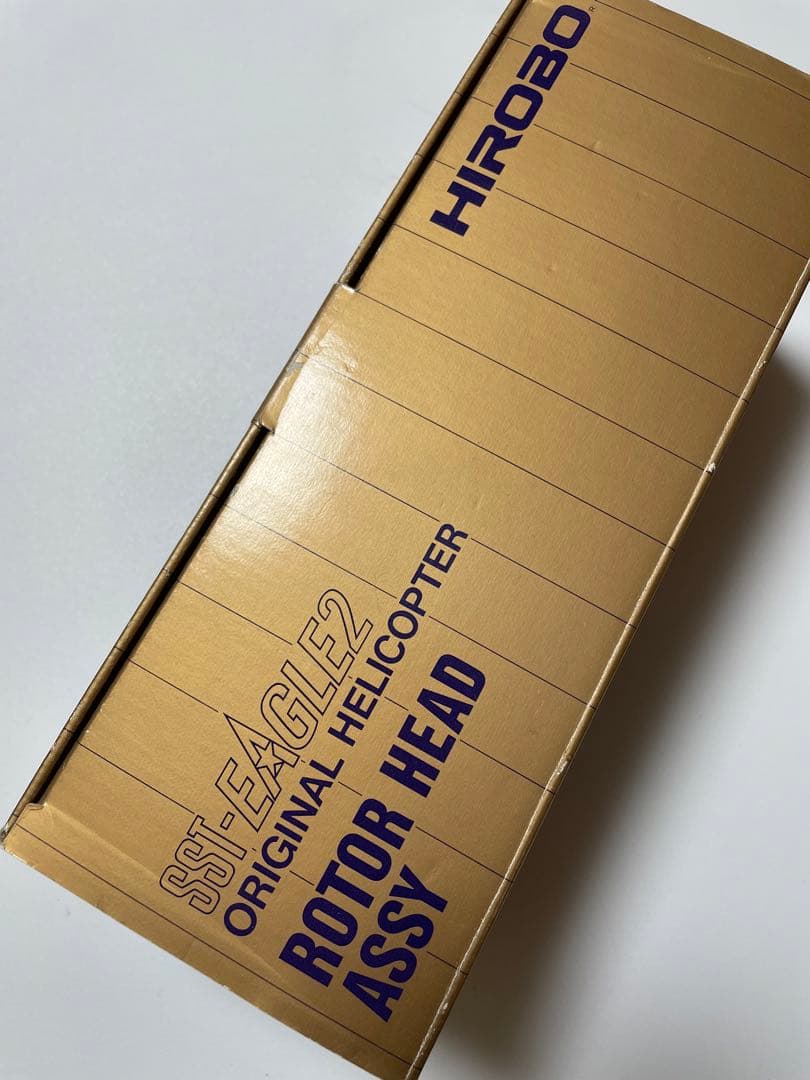 HIROBO®
SST-EAGLE2
ORIGINAL HELICOPTER
ROTOR HEAD
ASSY